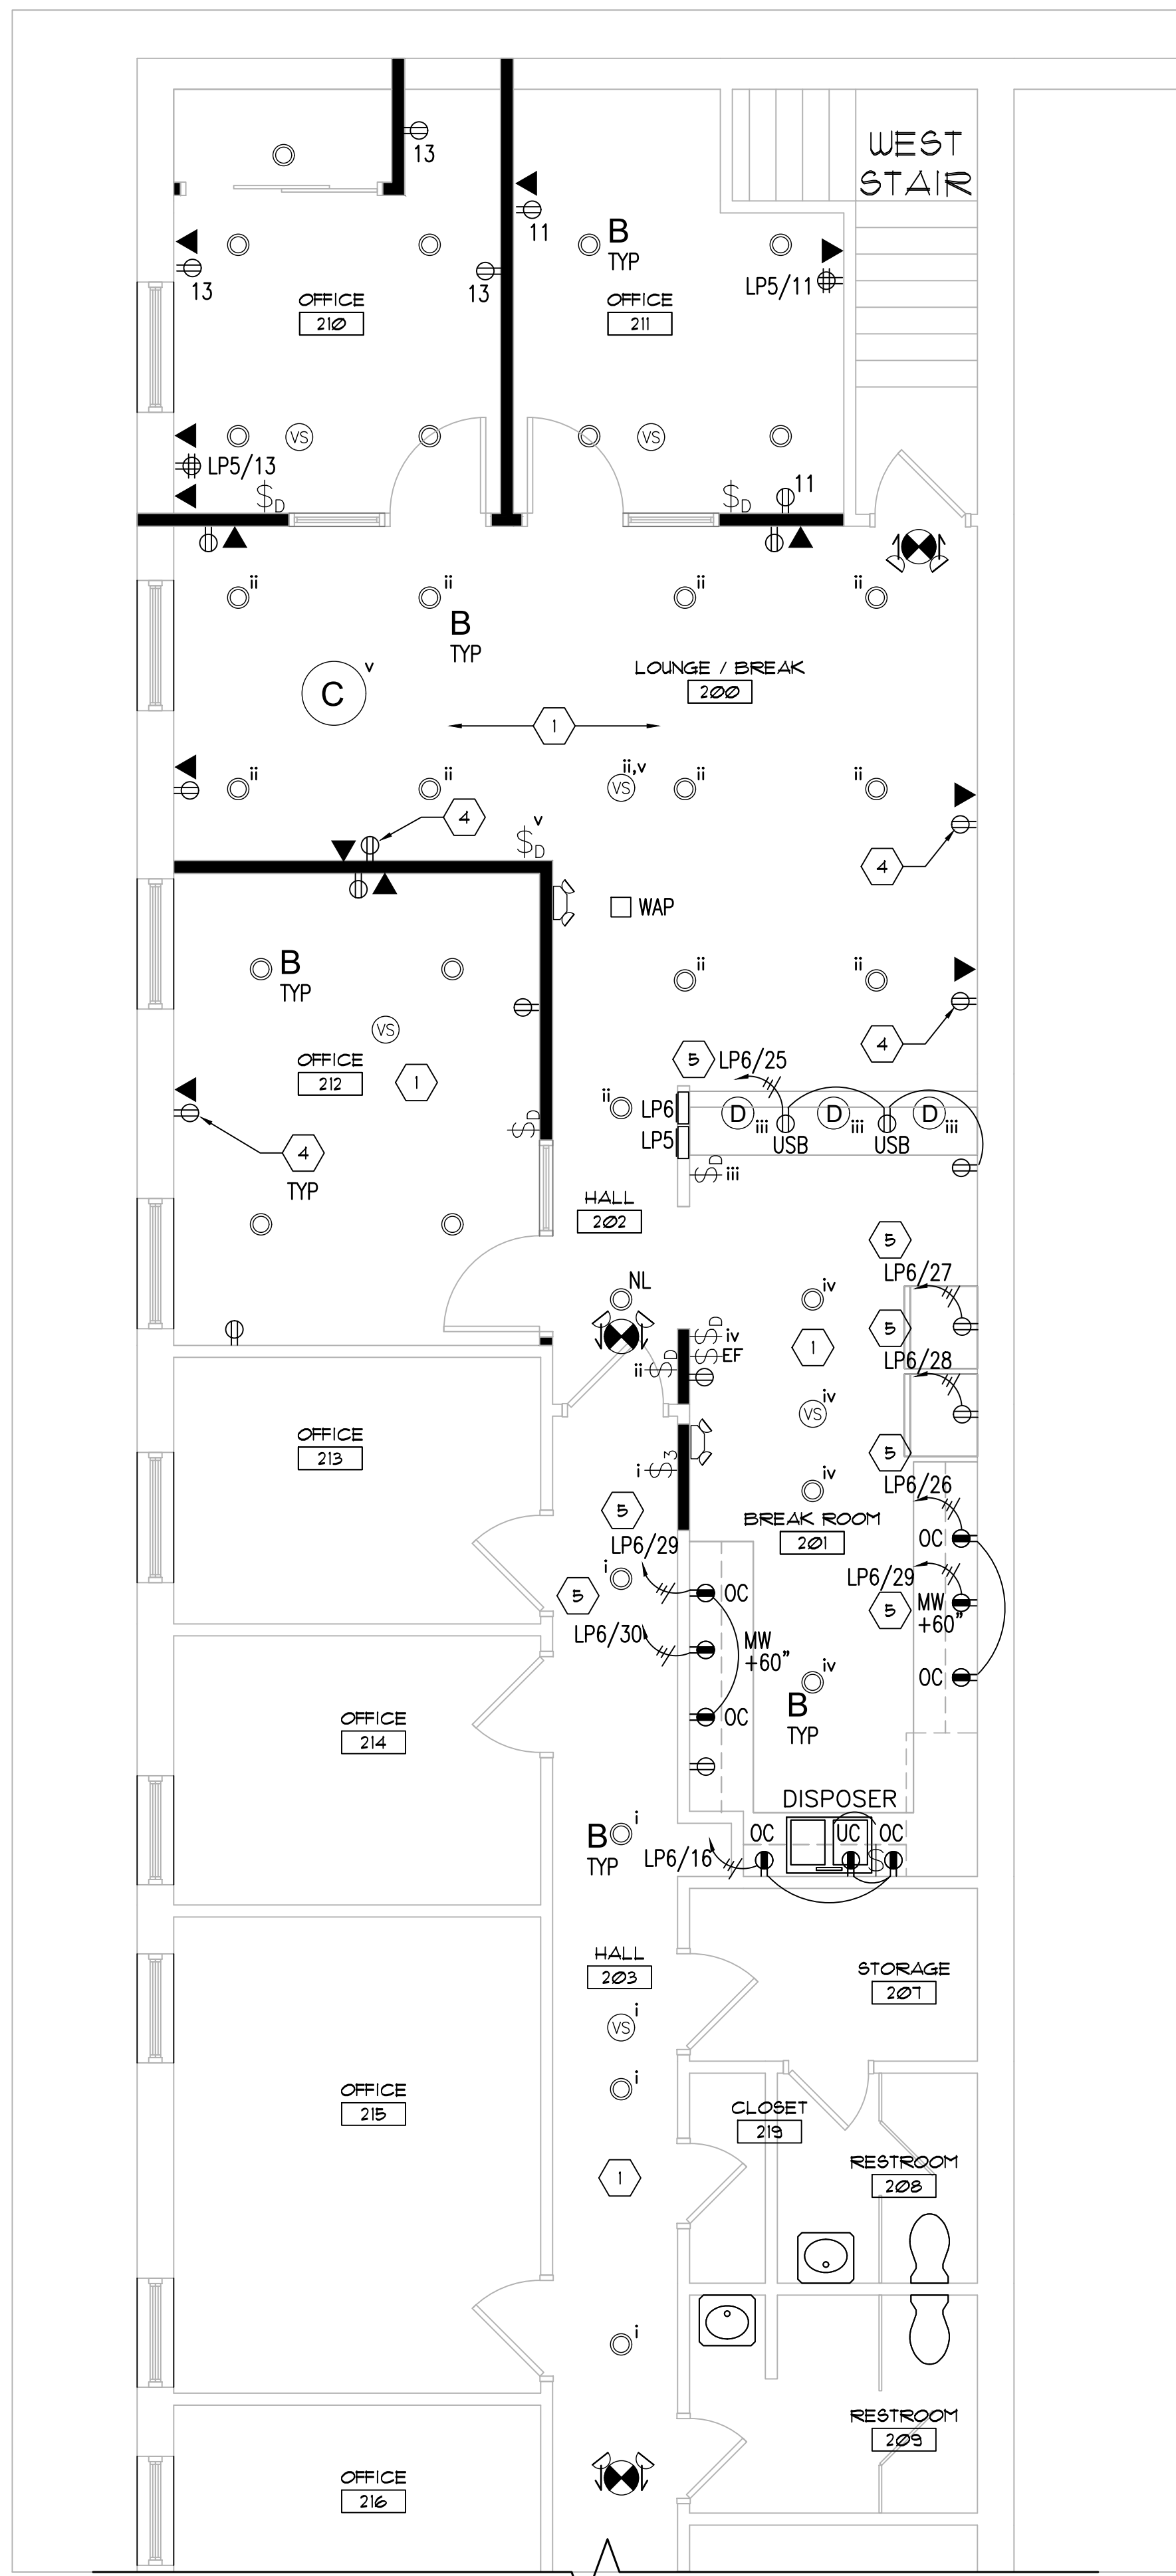 WEST
STAIR
13
11
B
TYP
13
13
LP5/11
OFFICE
210
OFFICE
211
VS
VS
LP5/13
$D
$D
11
ii
ii
ii
ii
B
TYP
C
v
LOUNGE / BREAK
200
1
ii
ii
ii,v
VS
ii
ii
4
v
$D
4
WAP
B
TYP
ii
ii
VS
4
OFFICE
212
1
5
LP6/25
ii
LP6
LP5
D
iii
D
iii
D
iii
USB
USB
$D
$D
iii
4
TYP
HALL
202
5
LP6/27
NL
iv
5
LP6/28
1
$D
iv
$D
EF
ii
$D
iv
VS
OFFICE
213
5
LP6/26
i
$3
iv
BREAK ROOM
201
5
LP6/29
OC
i
5
OC
LP6/29
5
MW
+60"
LP6/30
MW
+60"
iv
B
TYP
OC
OC
OFFICE
214
DISPOSER
i
B
TYP
OC
UC
OC
LP6/16
$
HALL
203
STORAGE
207
i
VS
i
OFFICE
215
CLOSET
219
RESTROOM
208
1
i
RESTROOM
209
OFFICE
216